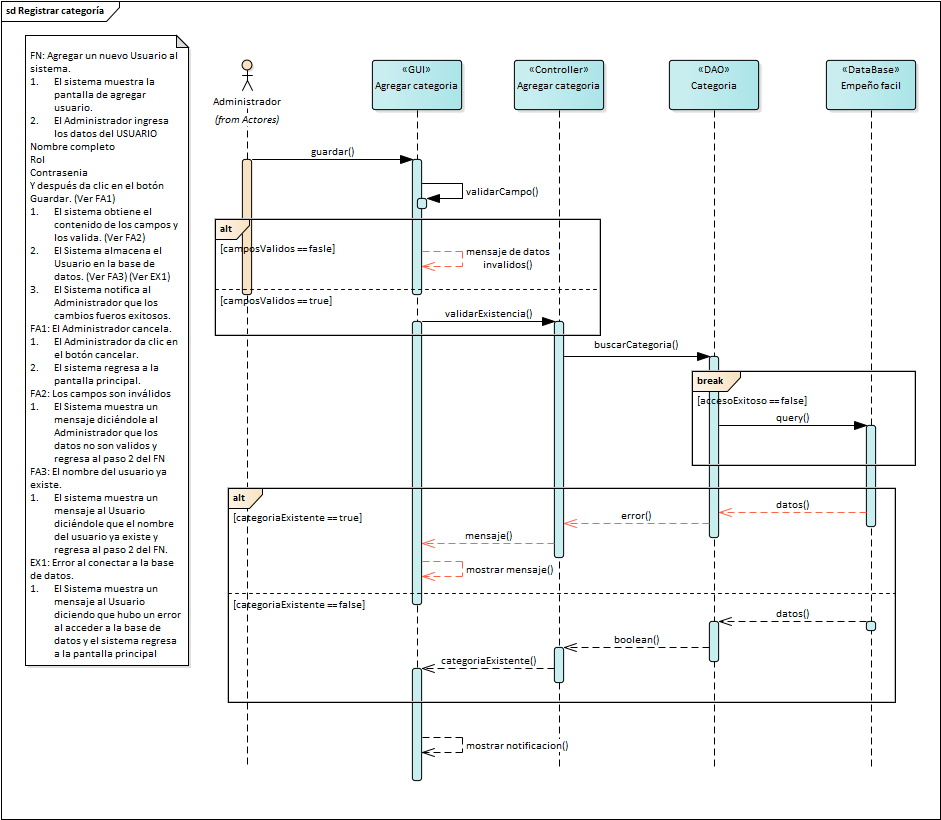 sd Registrar categoría
FN: Agregar un nuevo Usuario al
sistema.
1. El sistema muestra la
pantalla de agregar
usuario.
2. El Administrador ingresa
los datos del USUARIO
Nombre completo
Rol
Contrasenia
Y después da clic en el botón
Guardar. (Ver FA1)
1. El sistema obtiene el
contenido de los campos y
los valida. (Ver FA2)
2. El Sistema almacena el
Usuario en la base de
datos. (Ver FA3) (Ver EX1)
3. El Sistema notifica al
Administrador que los
cambios fueros exitosos.
FA1: El Administrador cancela.
1. El Administrador da clic en
el botón cancelar.
2. El sistema regresa a la
pantalla principal.
FA2: Los campos son inválidos
1. El Sistema muestra un
mensaje diciéndole al
Administrador que los
datos no son validos y
regresa al paso 2 del FN
FA3: El nombre del usuario ya
existe.
1. El sistema muestra un
mensaje al Usuario
diciéndole que el nombre
del usuario ya existe y
regresa al paso 2 del FN.
EX1: Error al conectar a la base
de datos.
1. El Sistema muestra un
mensaje al Usuario
diciendo que hubo un error
al acceder a la base de
datos y el sistema regresa
a la pantalla principal
Administrador
(from Actores)
«GUI»
Agregar categoria
«Controller»
Agregar categoria
«DAO»
Categoria
«DataBase»
Empeño facil
guardar()
validarCampo()
alt
[camposValidos == fasle]
mensaje de datos
invalidos()
[camposValidos == true]
validarExistencia()
buscarCategoria()
break
[accesoExitoso == false]
query()
alt
[categoriaExistente == true]
datos()
error()
mensaje()
mostrar mensaje()
[categoriaExistente == false]
datos()
boolean()
categoriaExistente()
mostrar notificacion()